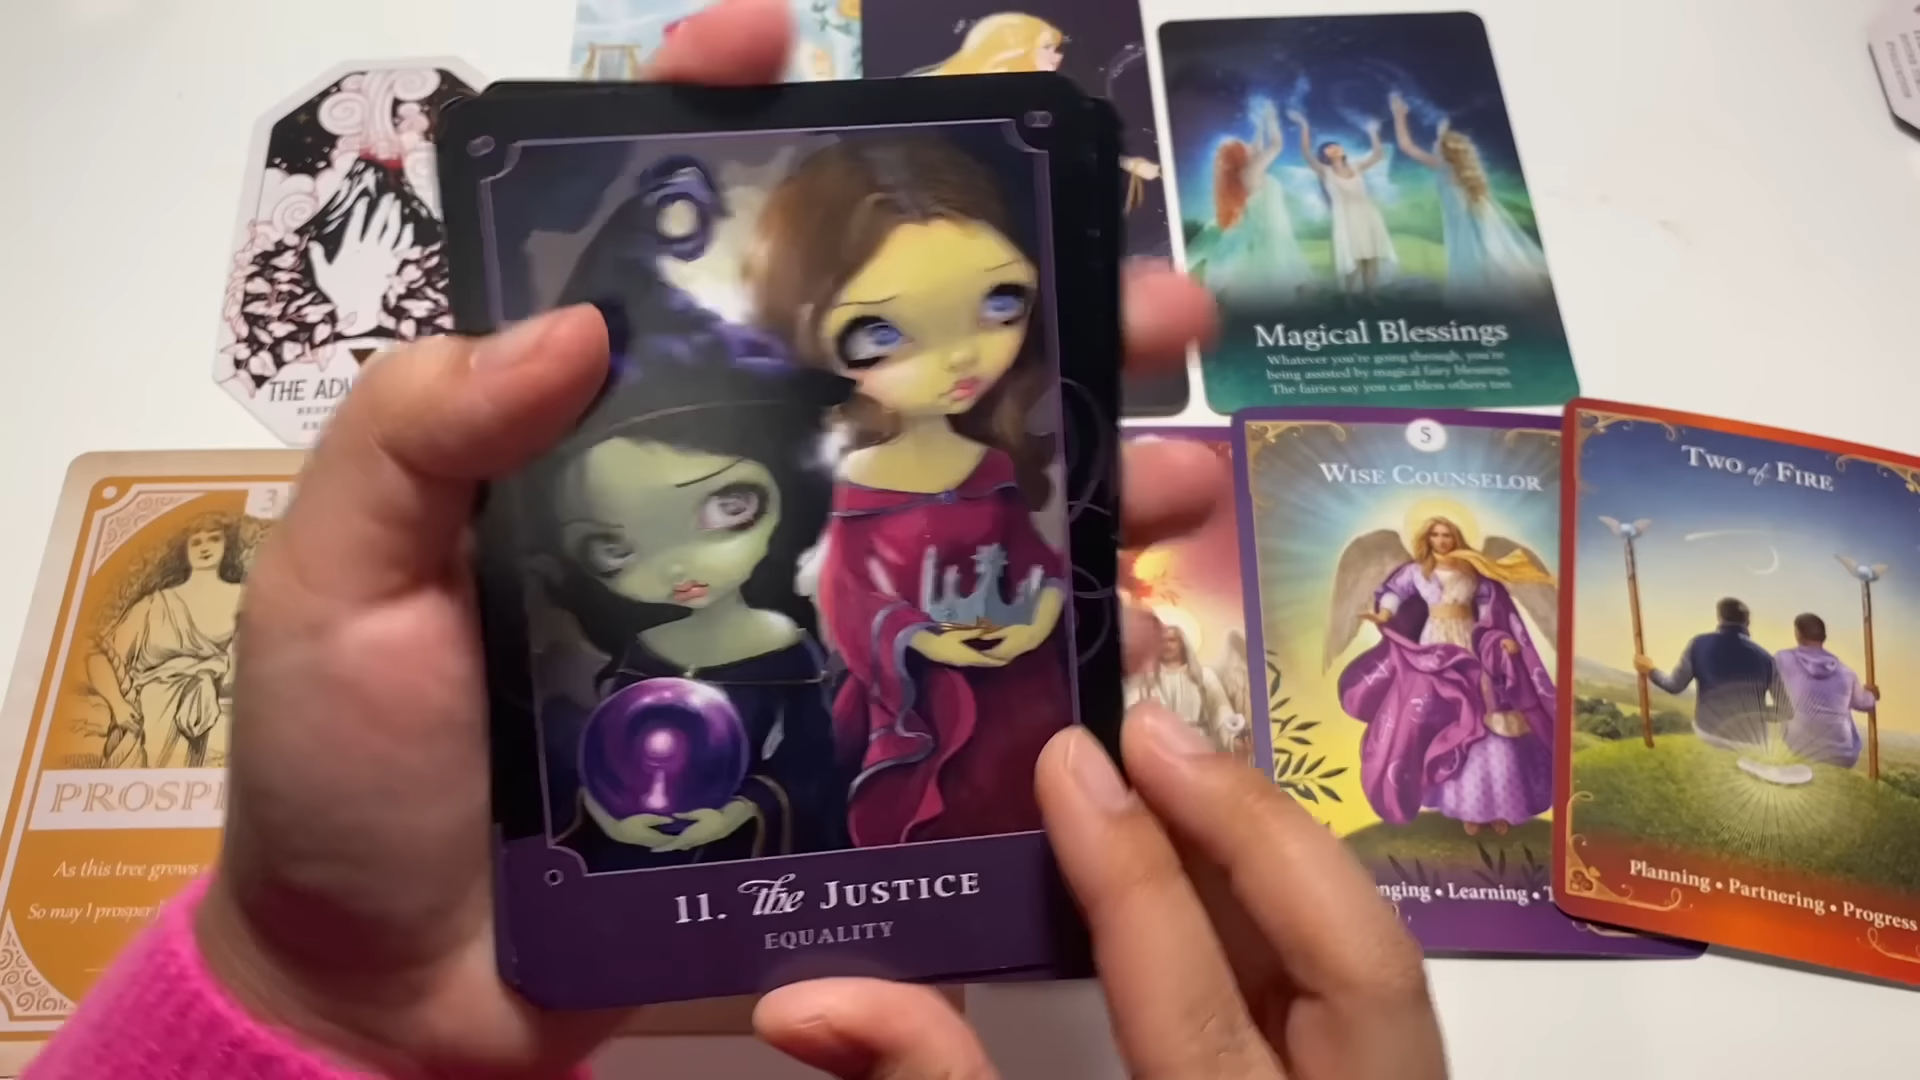 THE ADV
Magical Blessings
Whatever you're going through, you're
being assisted by magical fairy blessings.
The fairies say you can bless others too.
3
PROSP
As this tree grows
So may I prosper
11. The JUSTICE
EQUALITY
5
WISE COUNSELOR
nging • Learning • T
TWO of FIRE
Planning • Partnering • Progress